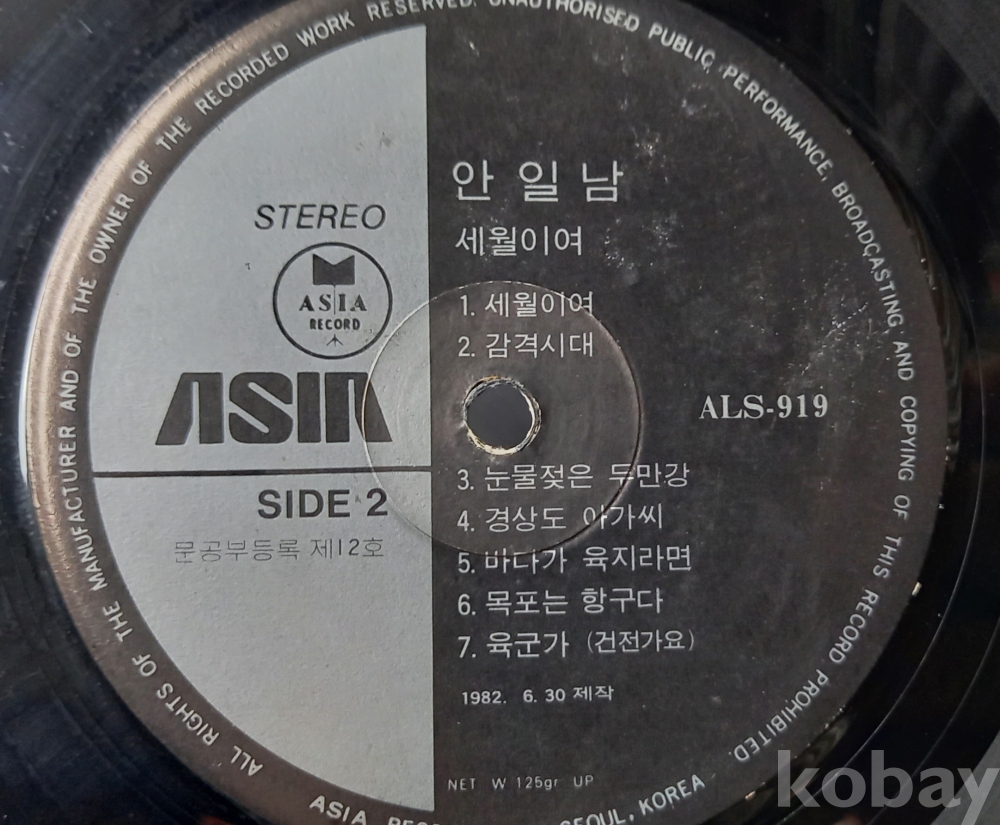 ALL RIGHTS OF THE MANUFACTURER AND OF THE OWNER OF THE RECORDED WORK RESERVED. UNAUTHORISED PUBLIC PERFORMANCE, BROADCASTING AND COPYING OF THIS RECORD PROHIBITED.
안일남
세월이여
STEREO
ASIA
RECORD
ASIA
1. 세월이여
2. 감격시대
ALS-919
SIDE 2
문공부등록 제12호
3. 눈물젖은 두만강
4. 경상도 아가씨
5. 바다가 육지라면
6. 목포는 항구다
7. 육군가 (건전가요)
1982. 6. 30 제작
NET W 125gr UP
ASIA SEOUL, KOREA
kobay